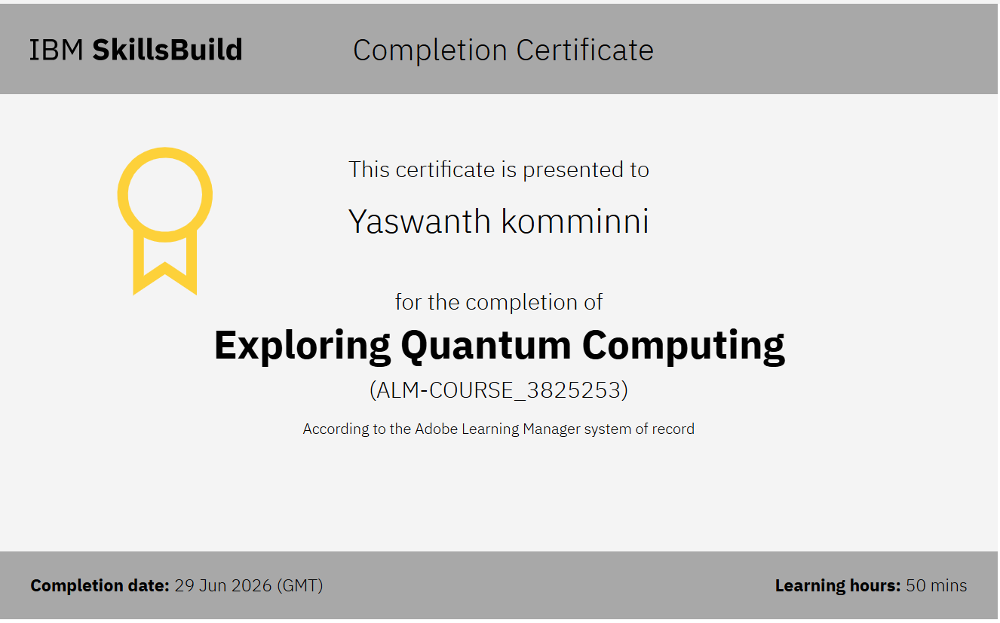 IBM SkillsBuild
Completion Certificate
This certificate is presented to
Yaswanth komminni
for the completion of
Exploring Quantum Computing
(ALM-COURSE_3825253)
According to the Adobe Learning Manager system of record
Completion date: 29 Jun 2026 (GMT)
Learning hours: 50 mins